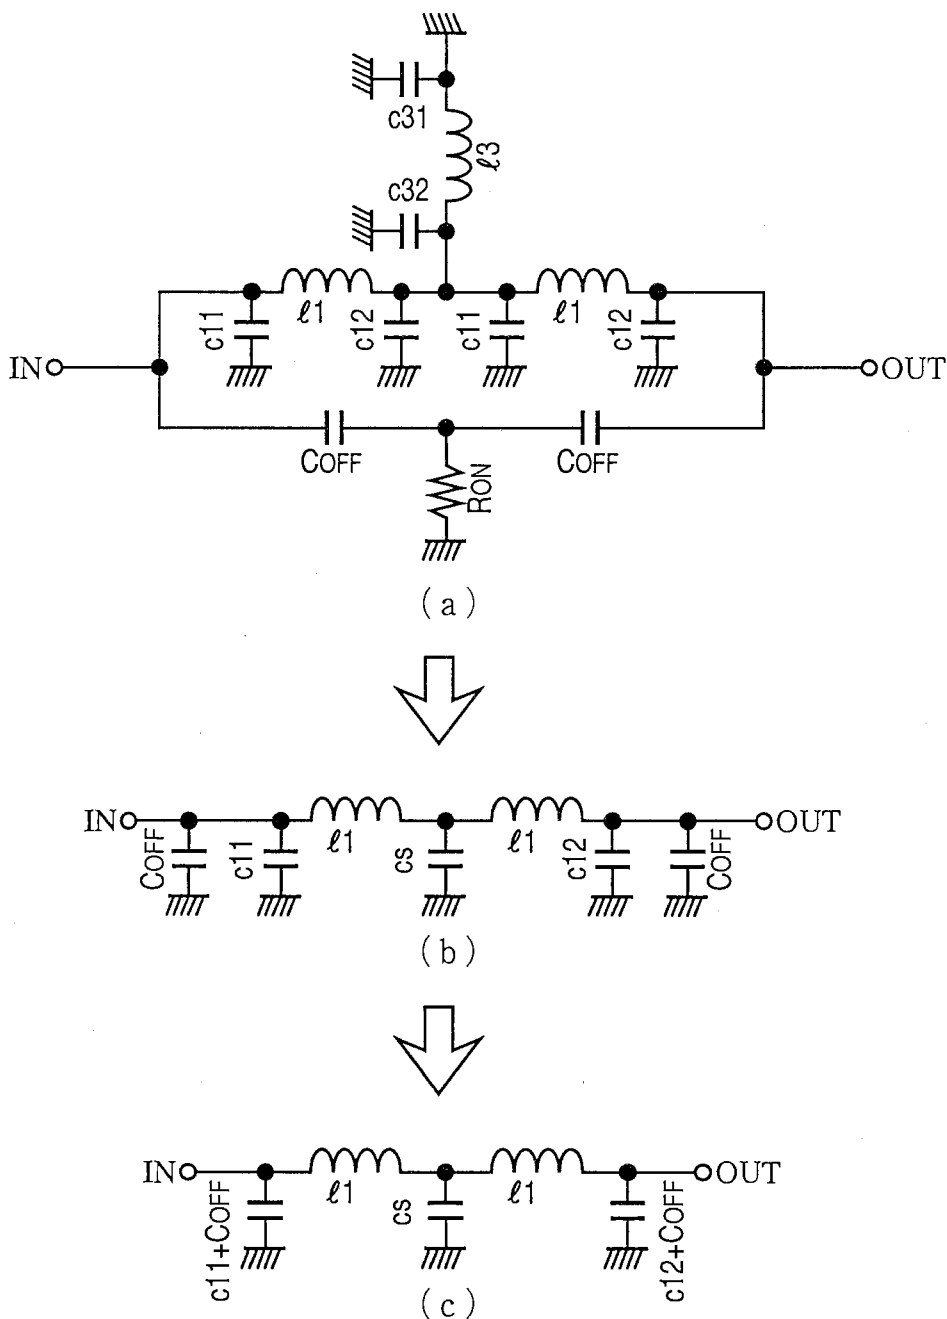 c31
ℓ3
c32
c11
ℓ1
c12
c11
ℓ1
c12
IN
OUT
COFF
COFF
RON
(a)
IN
OUT
COFF
c11
ℓ1
cs
ℓ1
c12
COFF
(b)
IN
OUT
c11+COFF
ℓ1
cs
ℓ1
c12+COFF
(c)